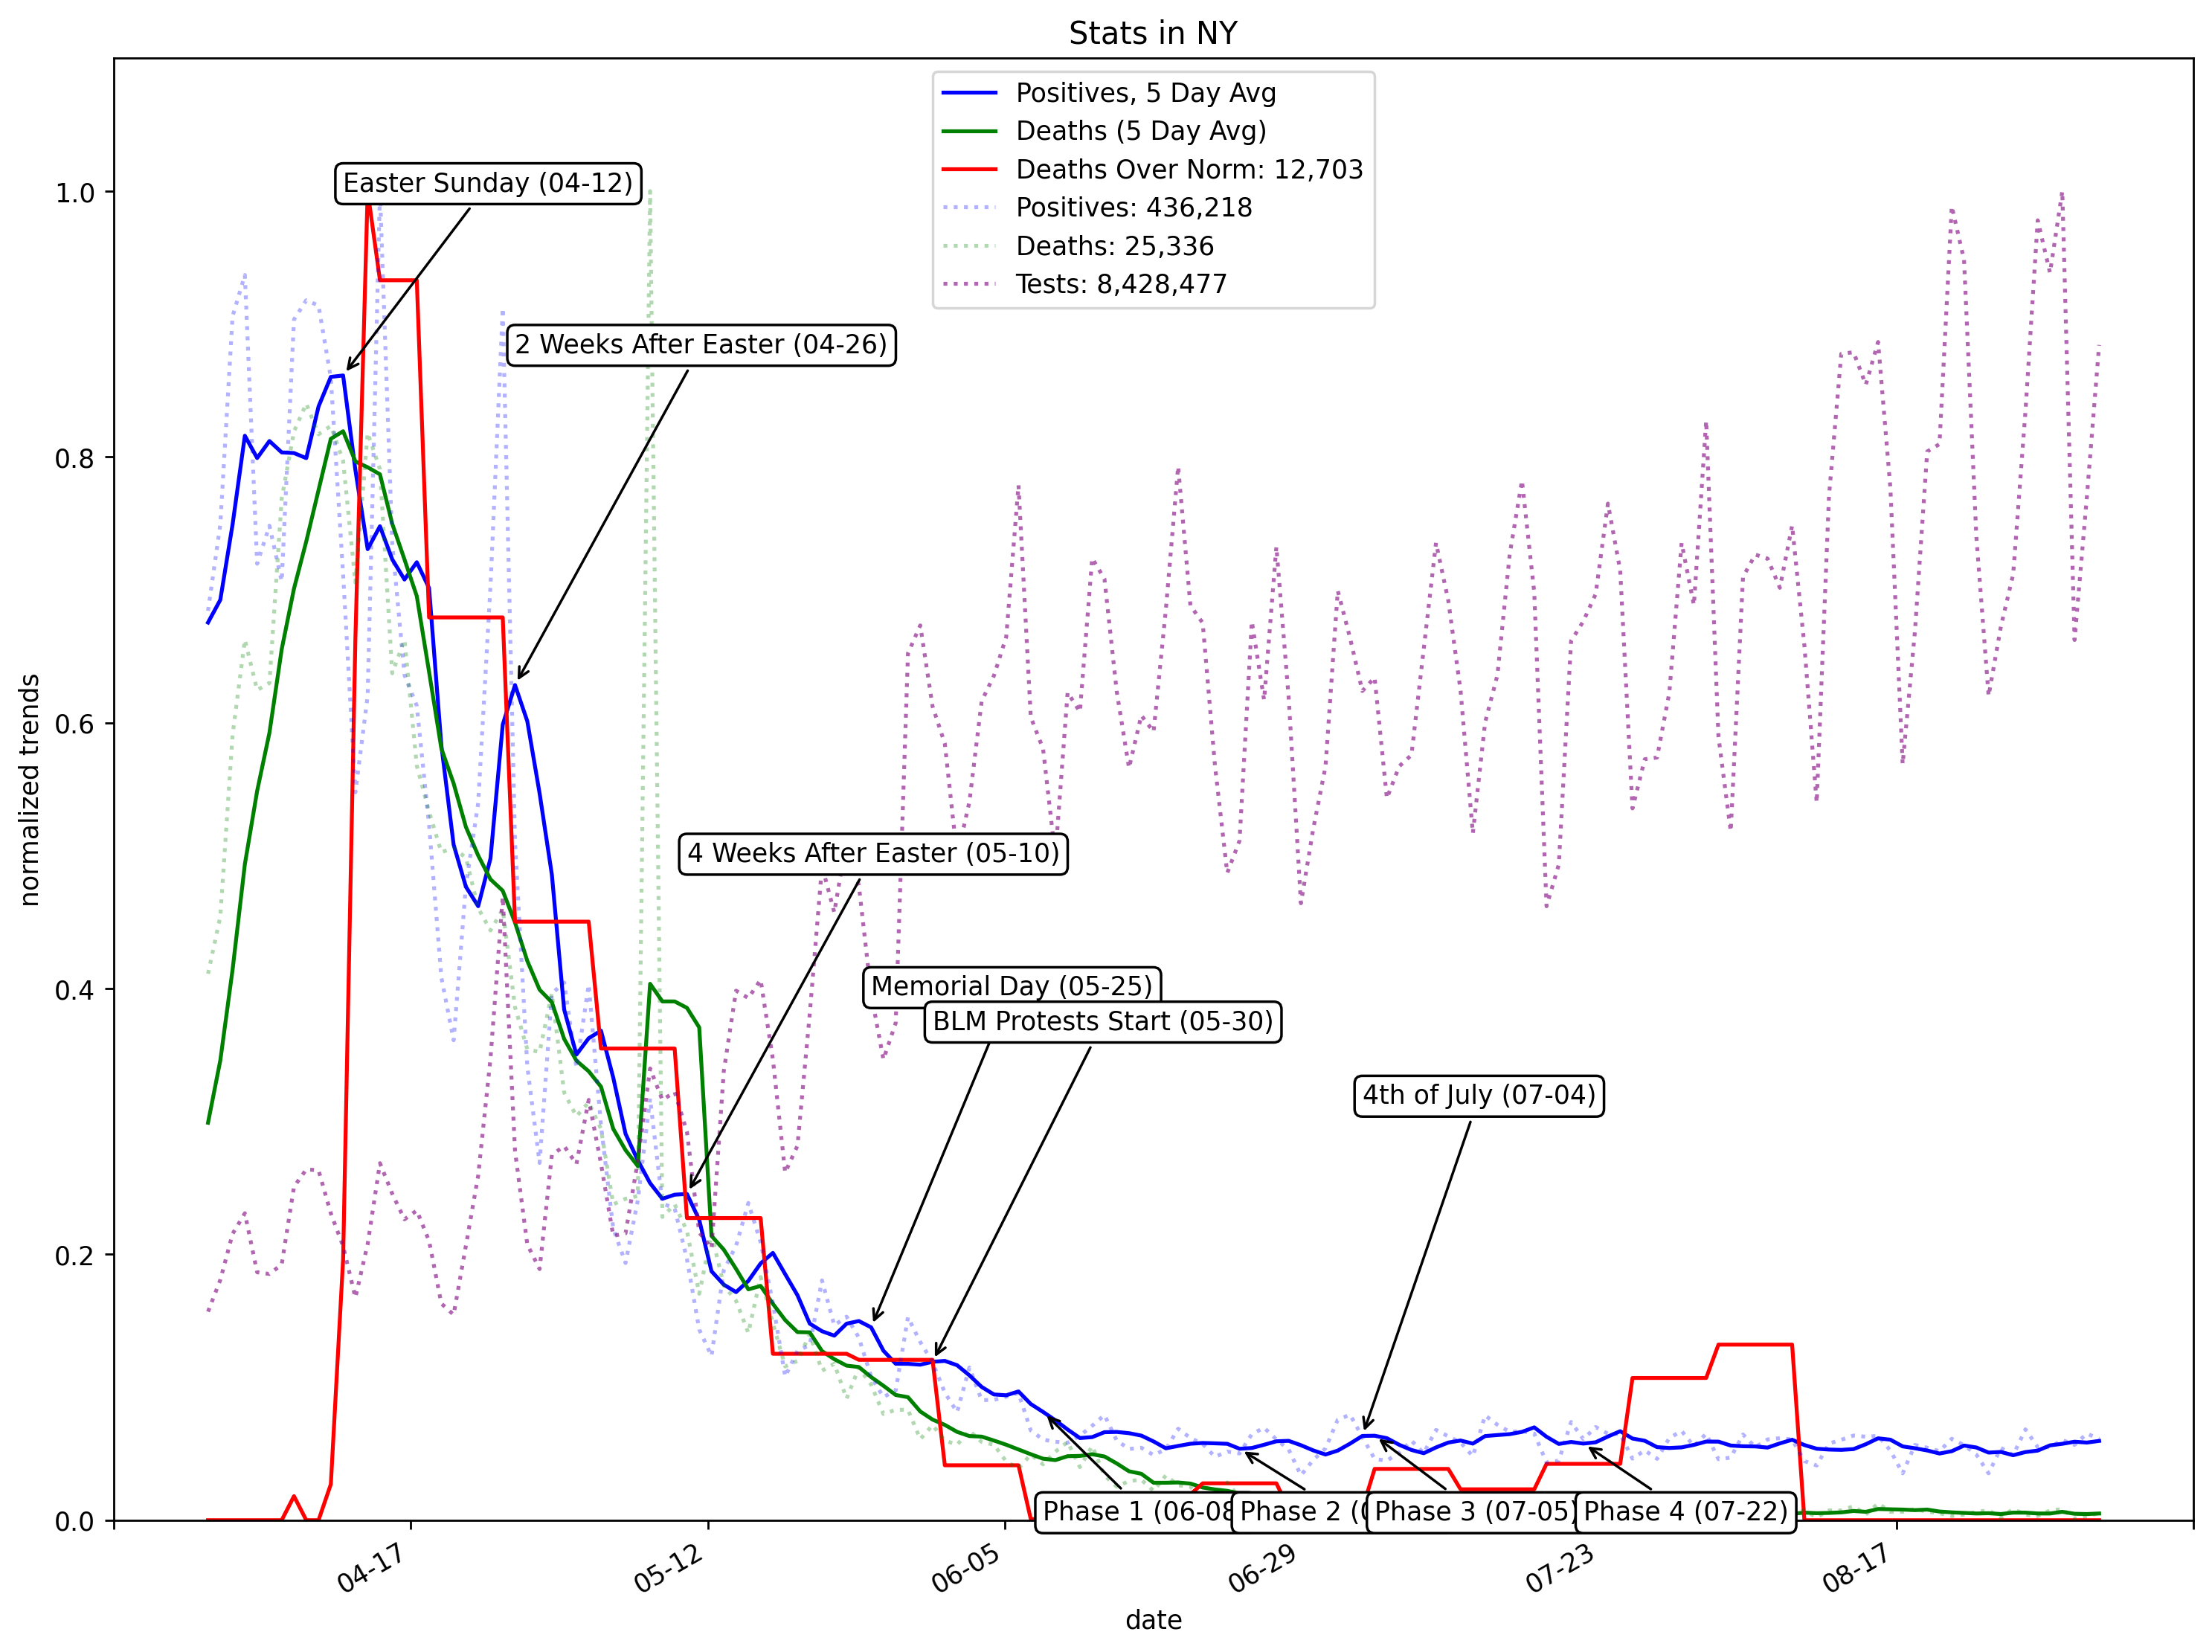 Stats in NY
Positives, 5 Day Avg
Deaths (5 Day Avg)
Deaths Over Norm: 12,703
Positives: 436,218
Deaths: 25,336
Tests: 8,428,477
Easter Sunday (04-12)
2 Weeks After Easter (04-26)
4 Weeks After Easter (05-10)
Memorial Day (05-25)
BLM Protests Start (05-30)
4th of July (07-04)
Phase 1 (06-08
Phase 2 (
Phase 3 (07-05)
Phase 4 (07-22)
normalized trends
1.0
0.8
0.6
0.4
0.2
0.0
04-17
05-12
06-05
06-29
07-23
08-17
date